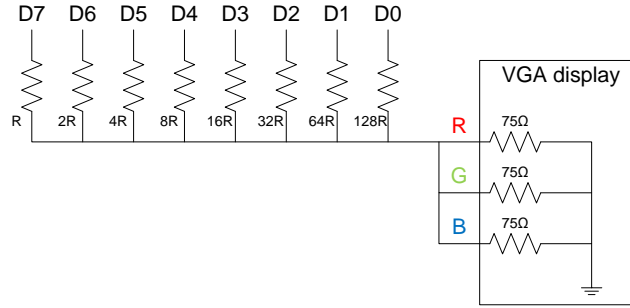 D7 D6 D5 D4 D3 D2 D1 D0
VGA display
R 2R 4R 8R 16R 32R 64R 128R
R 75Ω
G 75Ω
B 75Ω